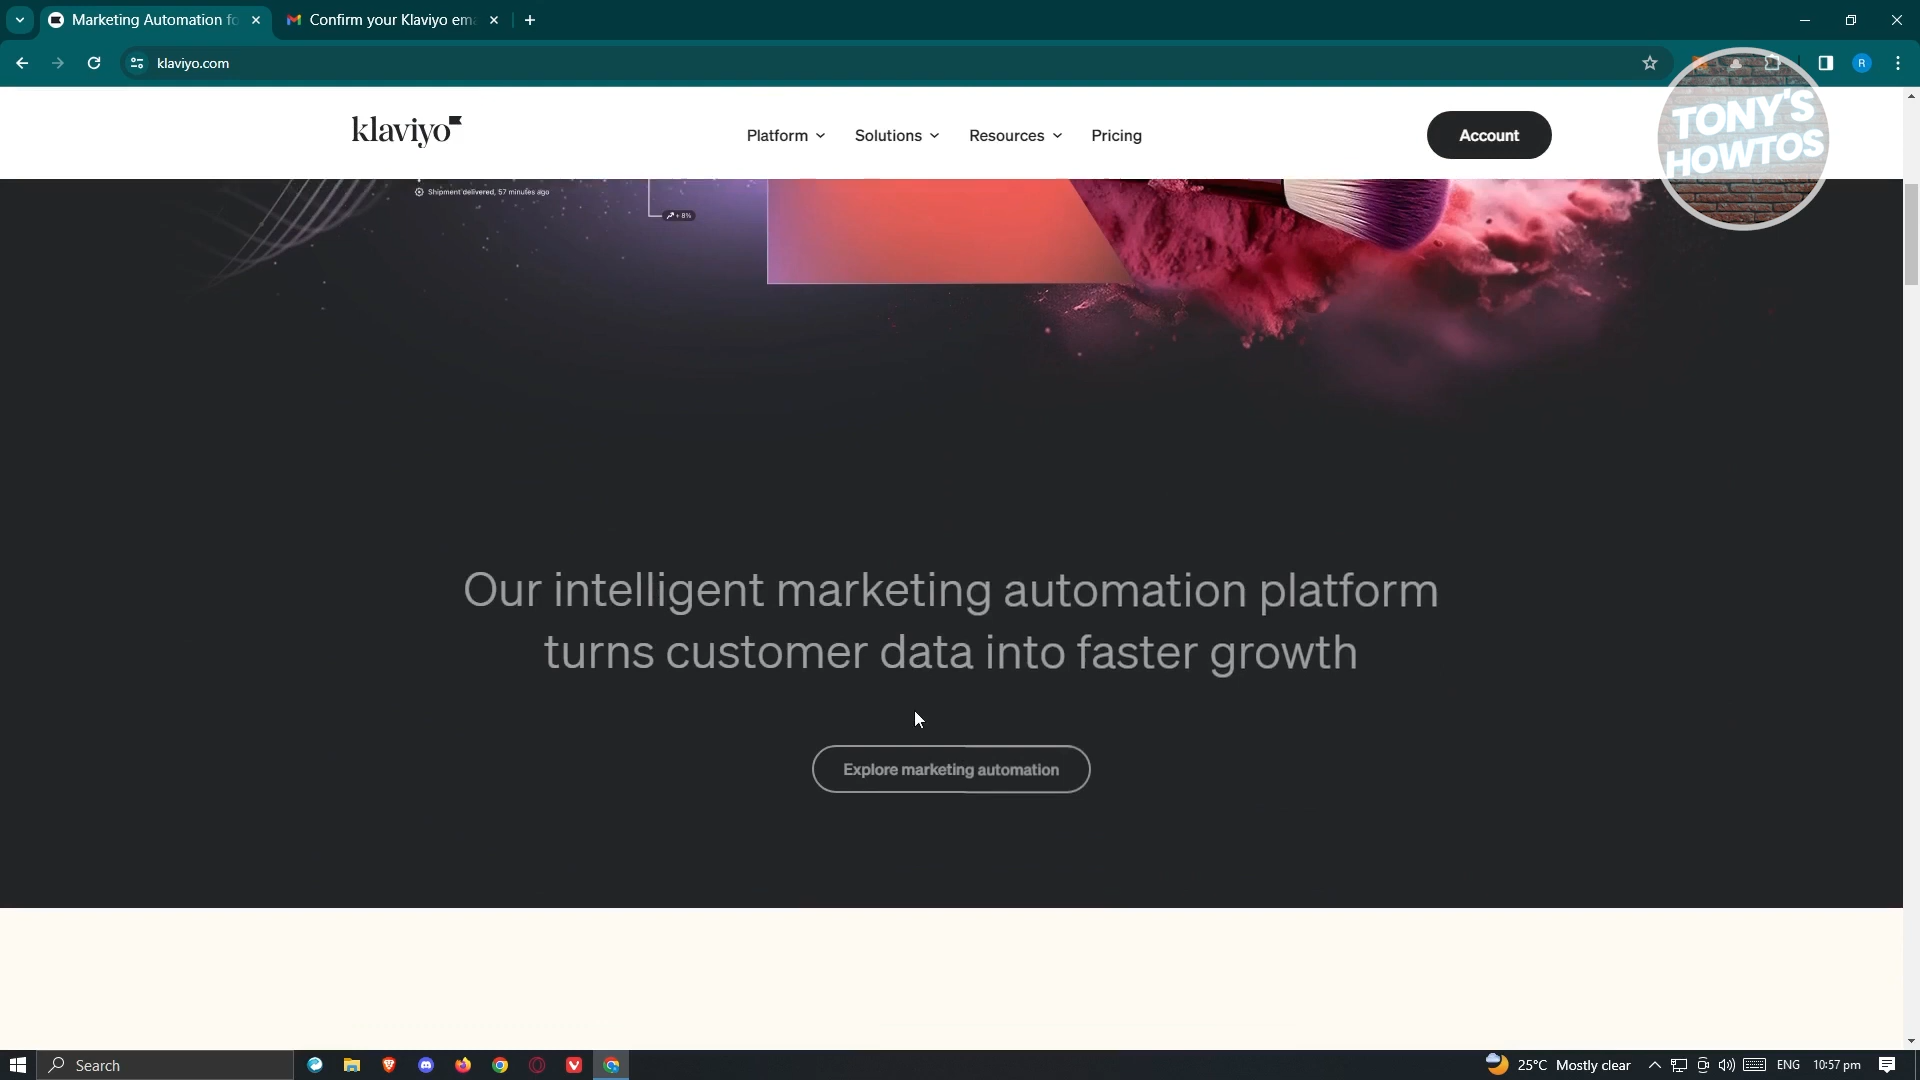 Marketing Automation fo
Confirm your Klaviyo ema
klaviyo.com
R
klaviyo
Platform
Solutions
Resources
Pricing
Account
TONY'S
HOWTOS
Shipment delivered, 57 minutes ago
+ 8%
Our intelligent marketing automation platform
turns customer data into faster growth
Explore marketing automation
Search
25°C Mostly clear
ENG
10:57 pm